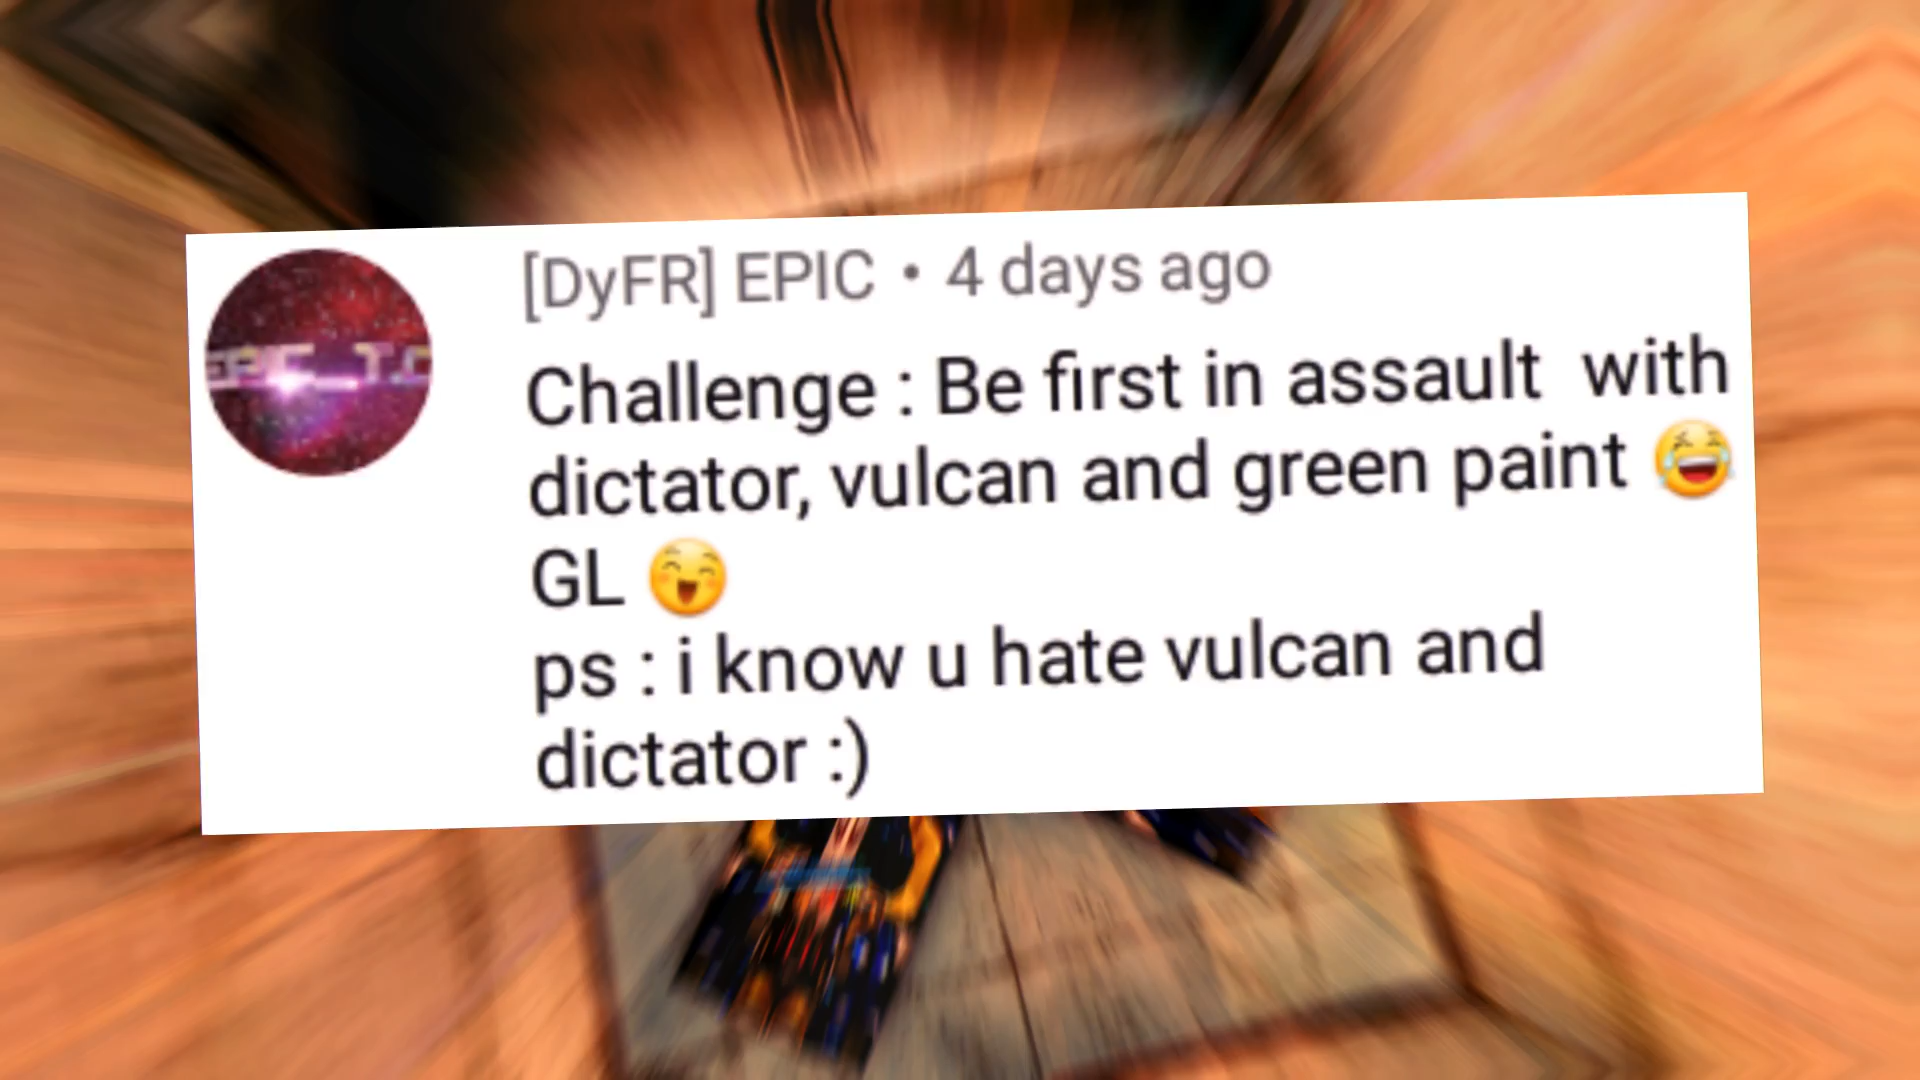 [DyFR] EPIC • 4 days ago
Challenge : Be first in assault  with
dictator, vulcan and green paint 😂
GL 😄
ps : i know u hate vulcan and
dictator :)